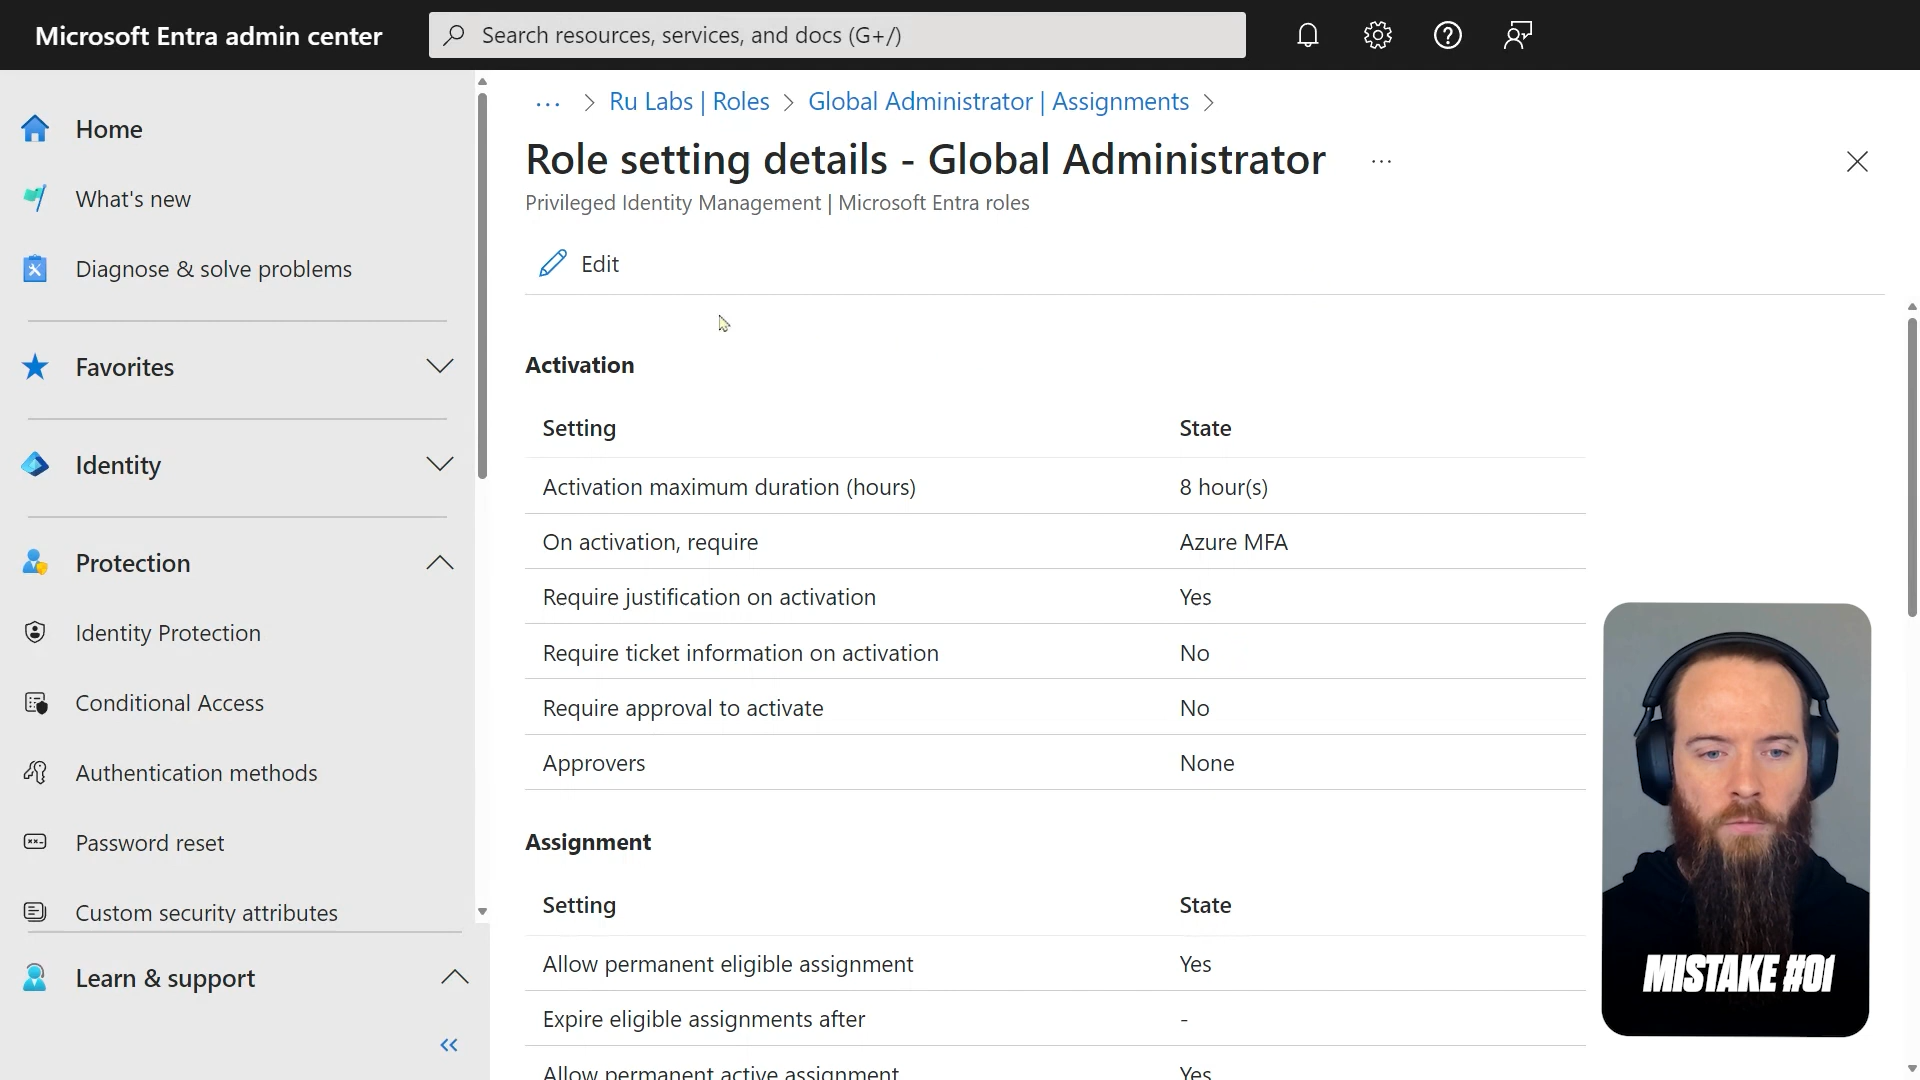 Microsoft Entra admin center
Search resources, services, and docs (G+/)
Home
What's new
Diagnose & solve problems
Favorites
Identity
Protection
Identity Protection
Conditional Access
Authentication methods
Password reset
Custom security attributes
Learn & support
... > Ru Labs | Roles > Global Administrator | Assignments >
Role setting details - Global Administrator ...
Privileged Identity Management | Microsoft Entra roles
Edit
Activation
Setting State
Activation maximum duration (hours) 8 hour(s)
On activation, require Azure MFA
Require justification on activation Yes
Require ticket information on activation No
Require approval to activate No
Approvers None
Assignment
Setting State
Allow permanent eligible assignment Yes
Expire eligible assignments after -
Allow permanent active assignment Yes
MISTAKE #01